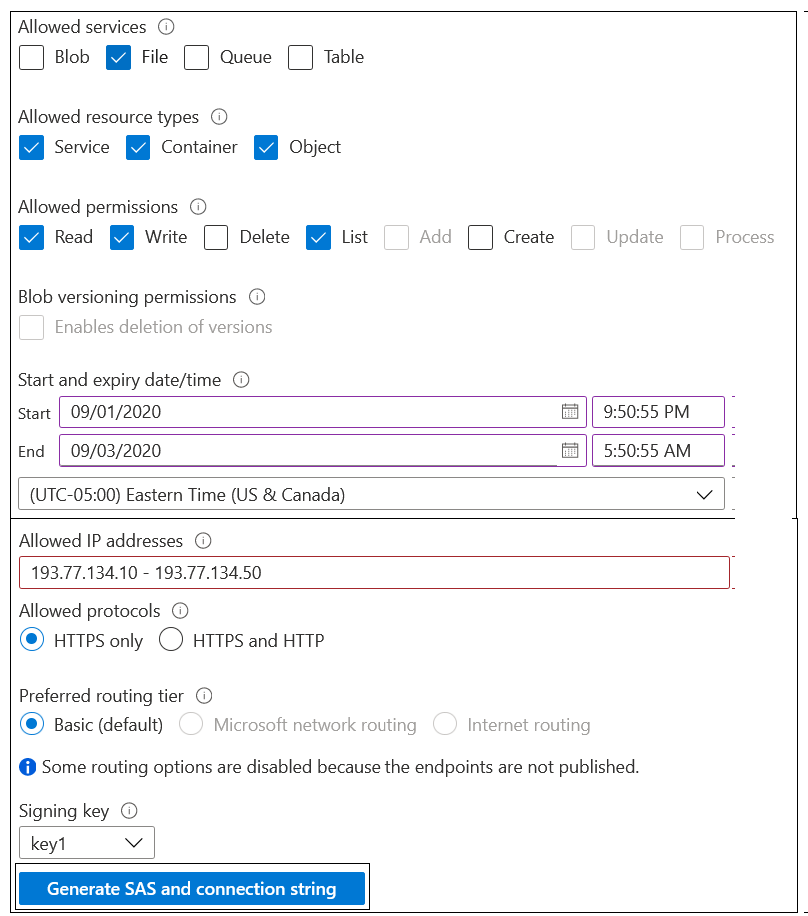 Allowed services
Blob File Queue Table
Allowed resource types
Service Container Object
Allowed permissions
Read Write Delete List Add Create Update Process
Blob versioning permissions
Enables deletion of versions
Start and expiry date/time
Start 09/01/2020 9:50:55 PM
End 09/03/2020 5:50:55 AM
(UTC-05:00) Eastern Time (US & Canada)
Allowed IP addresses
193.77.134.10 - 193.77.134.50
Allowed protocols
HTTPS only HTTPS and HTTP
Preferred routing tier
Basic (default) Microsoft network routing Internet routing
Some routing options are disabled because the endpoints are not published.
Signing key
key1
Generate SAS and connection string